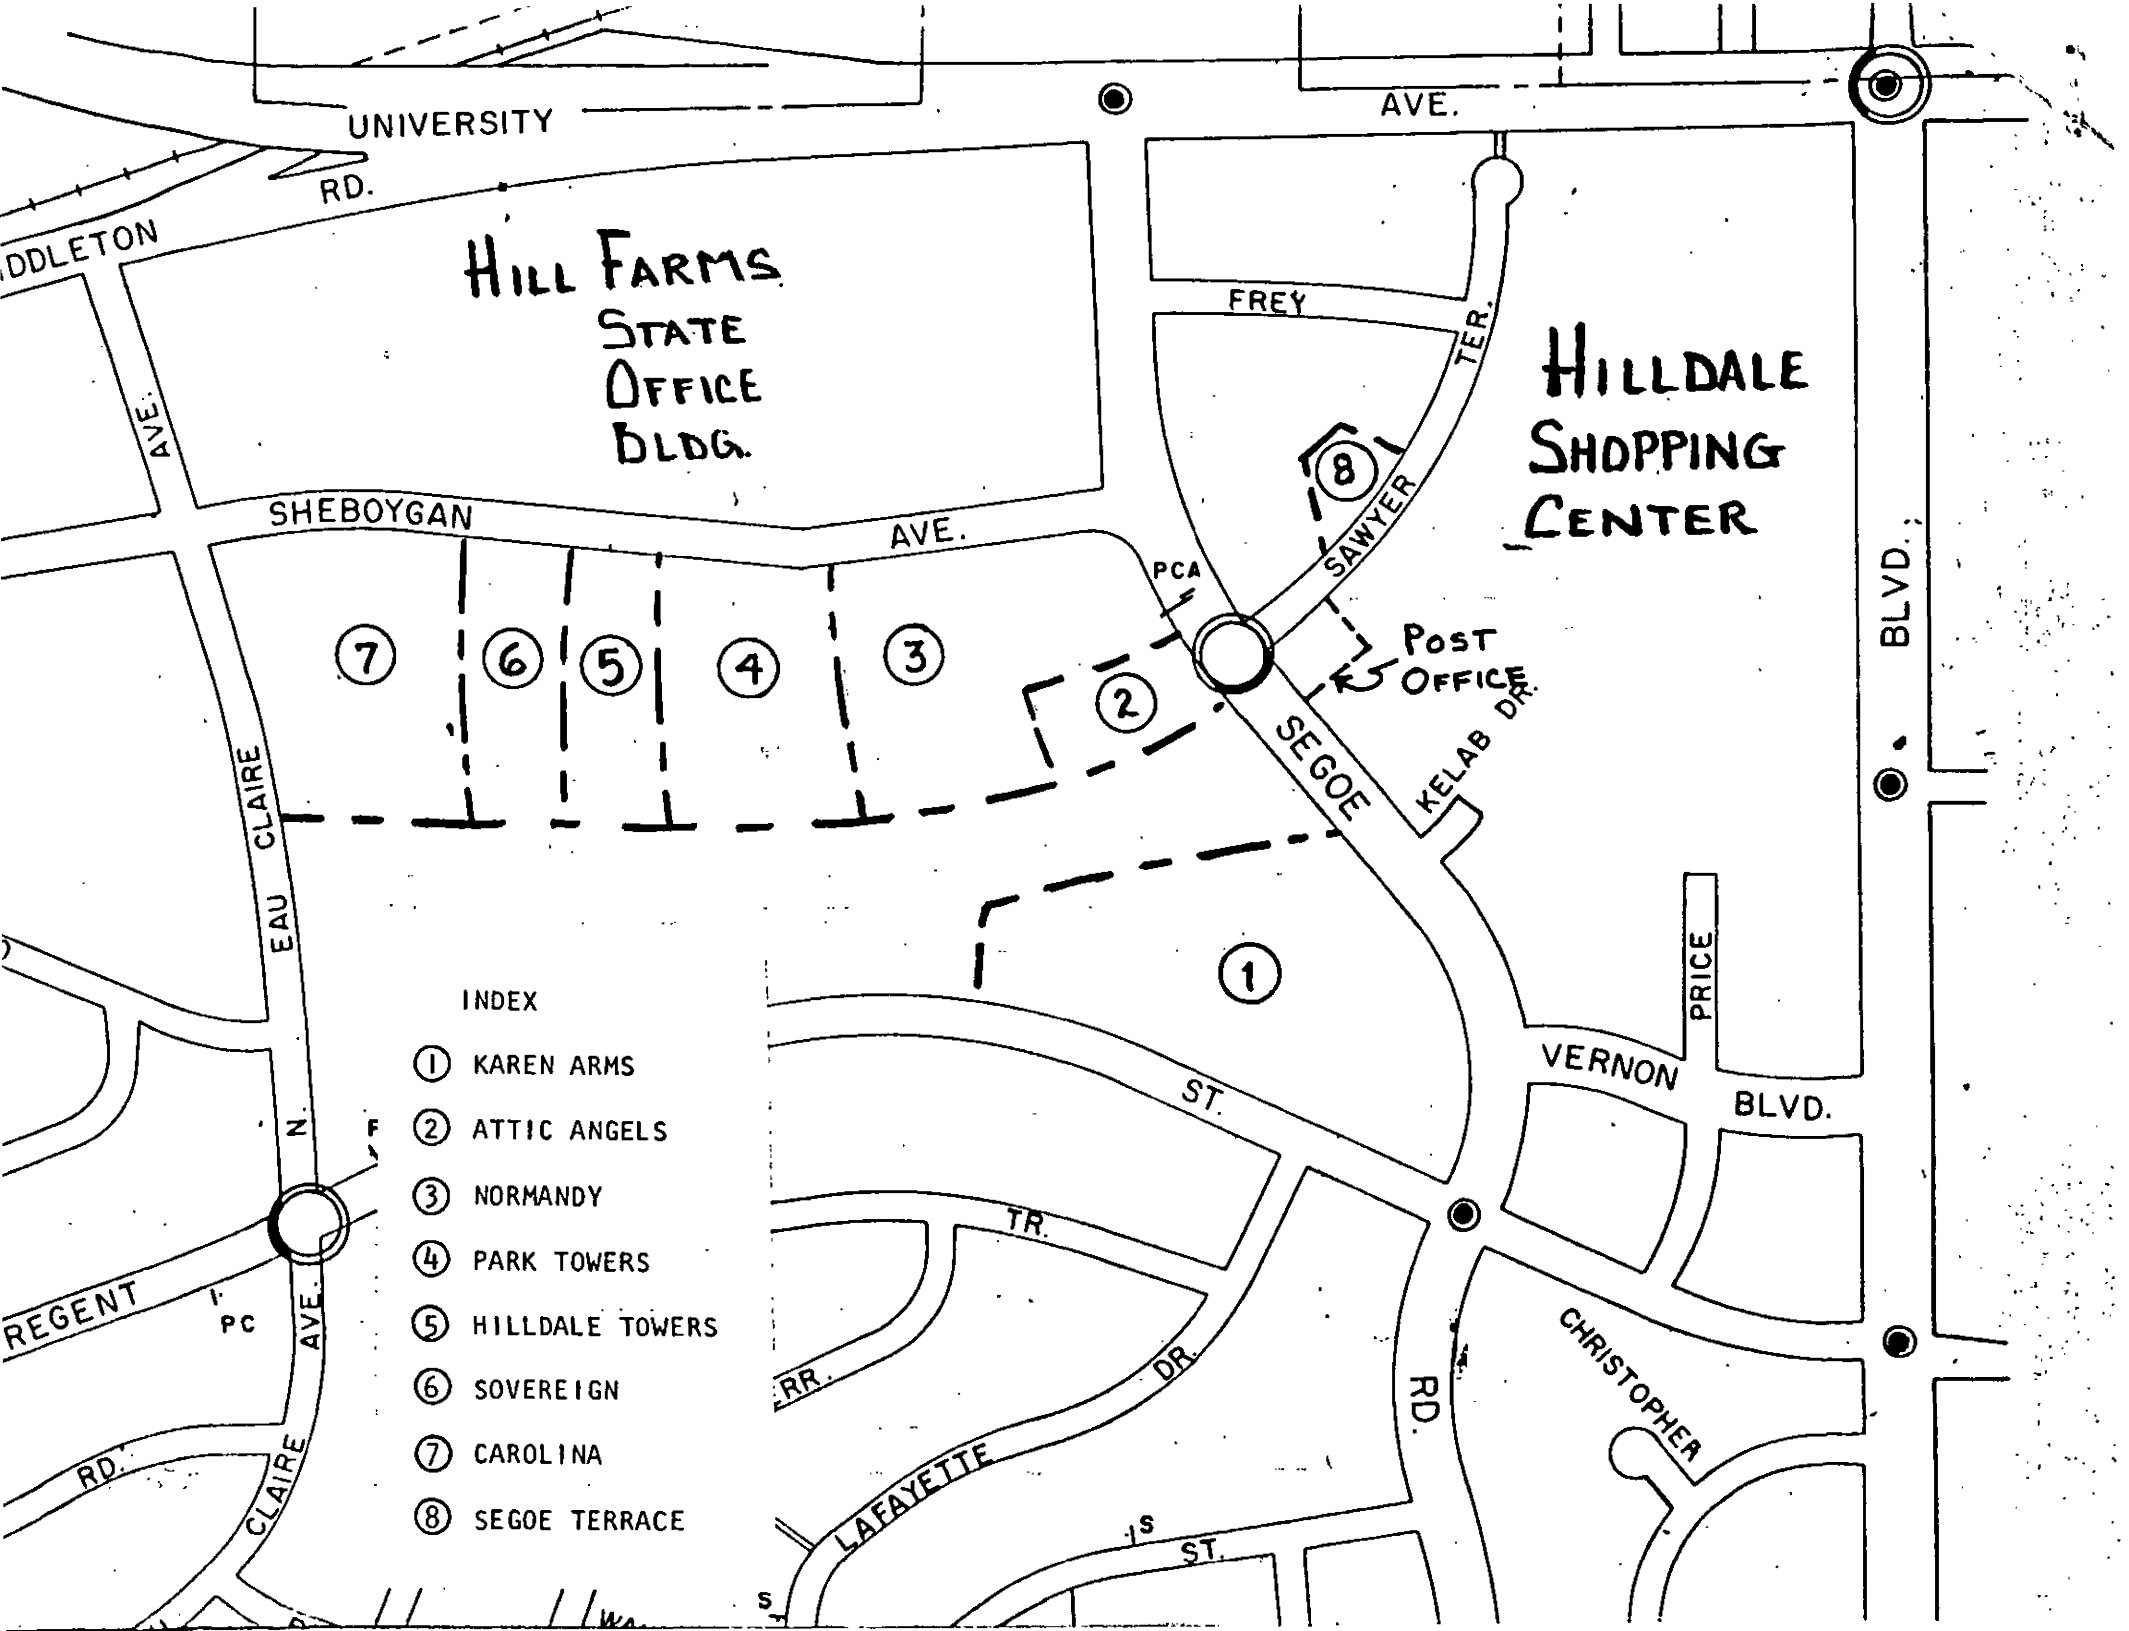 UNIVERSITY
AVE.
RD.
IDDLETON
HILL FARMS
STATE
OFFICE
BLDG.
FREY
TER.
HILLDALE
SHOPPING
CENTER
AVE.
8
SHEBOYGAN
AVE.
SAWYER
PCA
BLVD.
7
6
5
4
3
2
POST
OFFICE
SEGOE
KELAB DR.
EAU CLAIRE
1
PRICE
INDEX
1 KAREN ARMS
2 ATTIC ANGELS
3 NORMANDY
4 PARK TOWERS
5 HILLDALE TOWERS
6 SOVEREIGN
7 CAROLINA
8 SEGOE TERRACE
VERNON
BLVD.
ST.
N.
F
TR.
REGENT
PC
AVE.
RR.
DR.
RD.
CHRISTOPHER
RD.
CLAIRE
LAFAYETTE
S
ST.
S